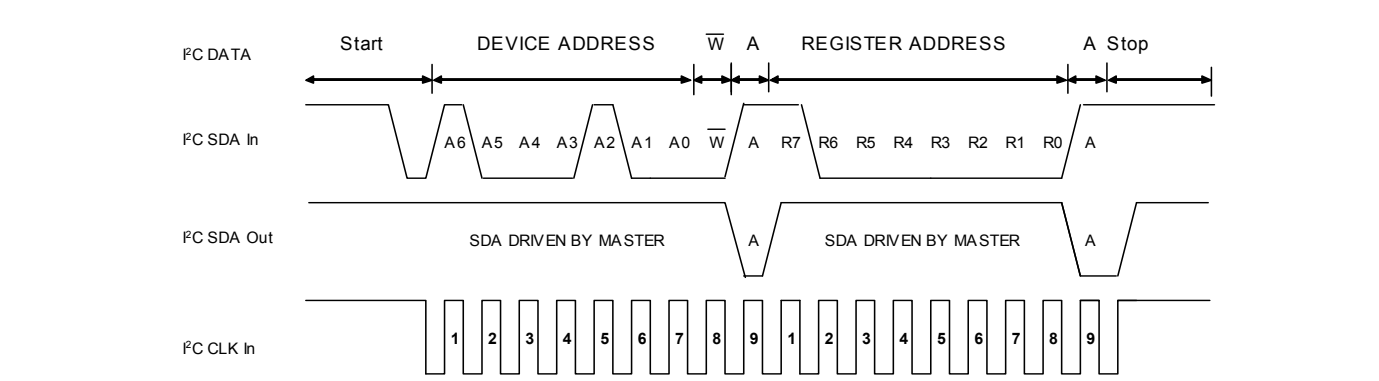 I²C DATA Start DEVICE ADDRESS W̅ A REGISTER ADDRESS A Stop
I²C SDA In A6 A5 A4 A3 A2 A1 A0 W̅ A R7 R6 R5 R4 R3 R2 R1 R0 A
I²C SDA Out SDA DRIVEN BY MASTER A SDA DRIVEN BY MASTER A
I²C CLK In 1 2 3 4 5 6 7 8 9 1 2 3 4 5 6 7 8 9